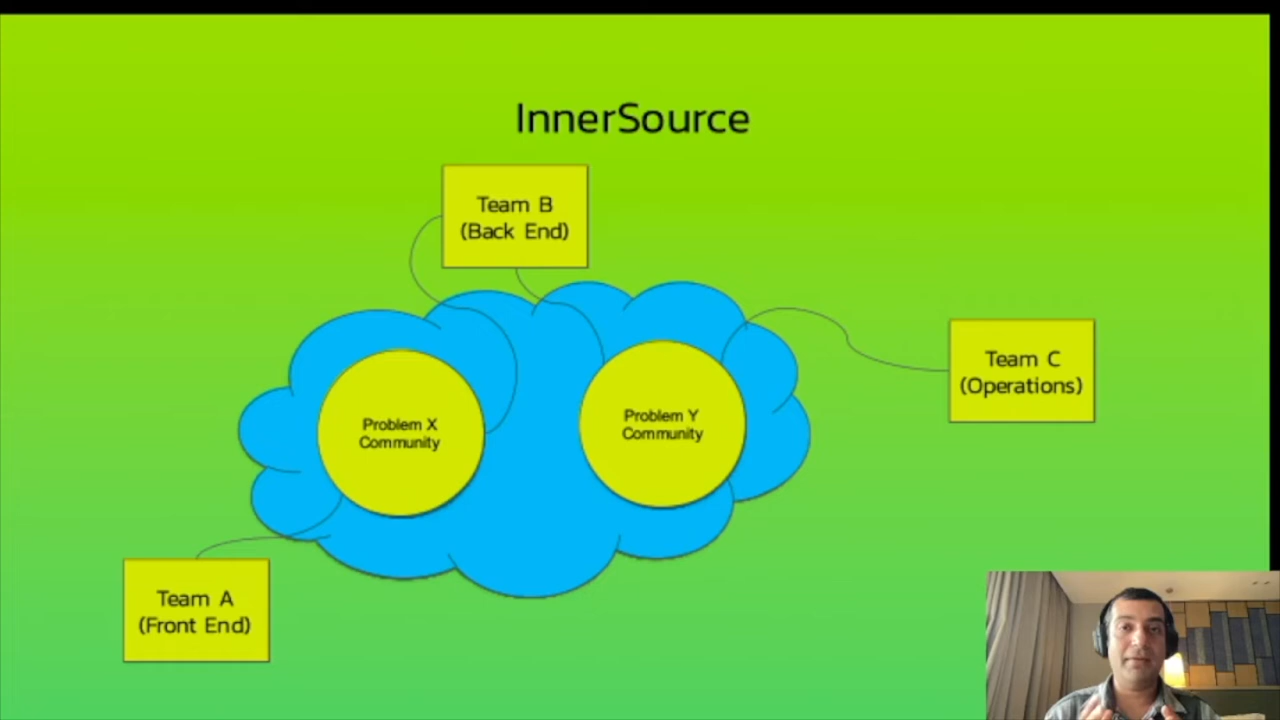 InnerSource
Team B
(Back End)
Team C
(Operations)
Problem X
Community
Problem Y
Community
Team A
(Front End)